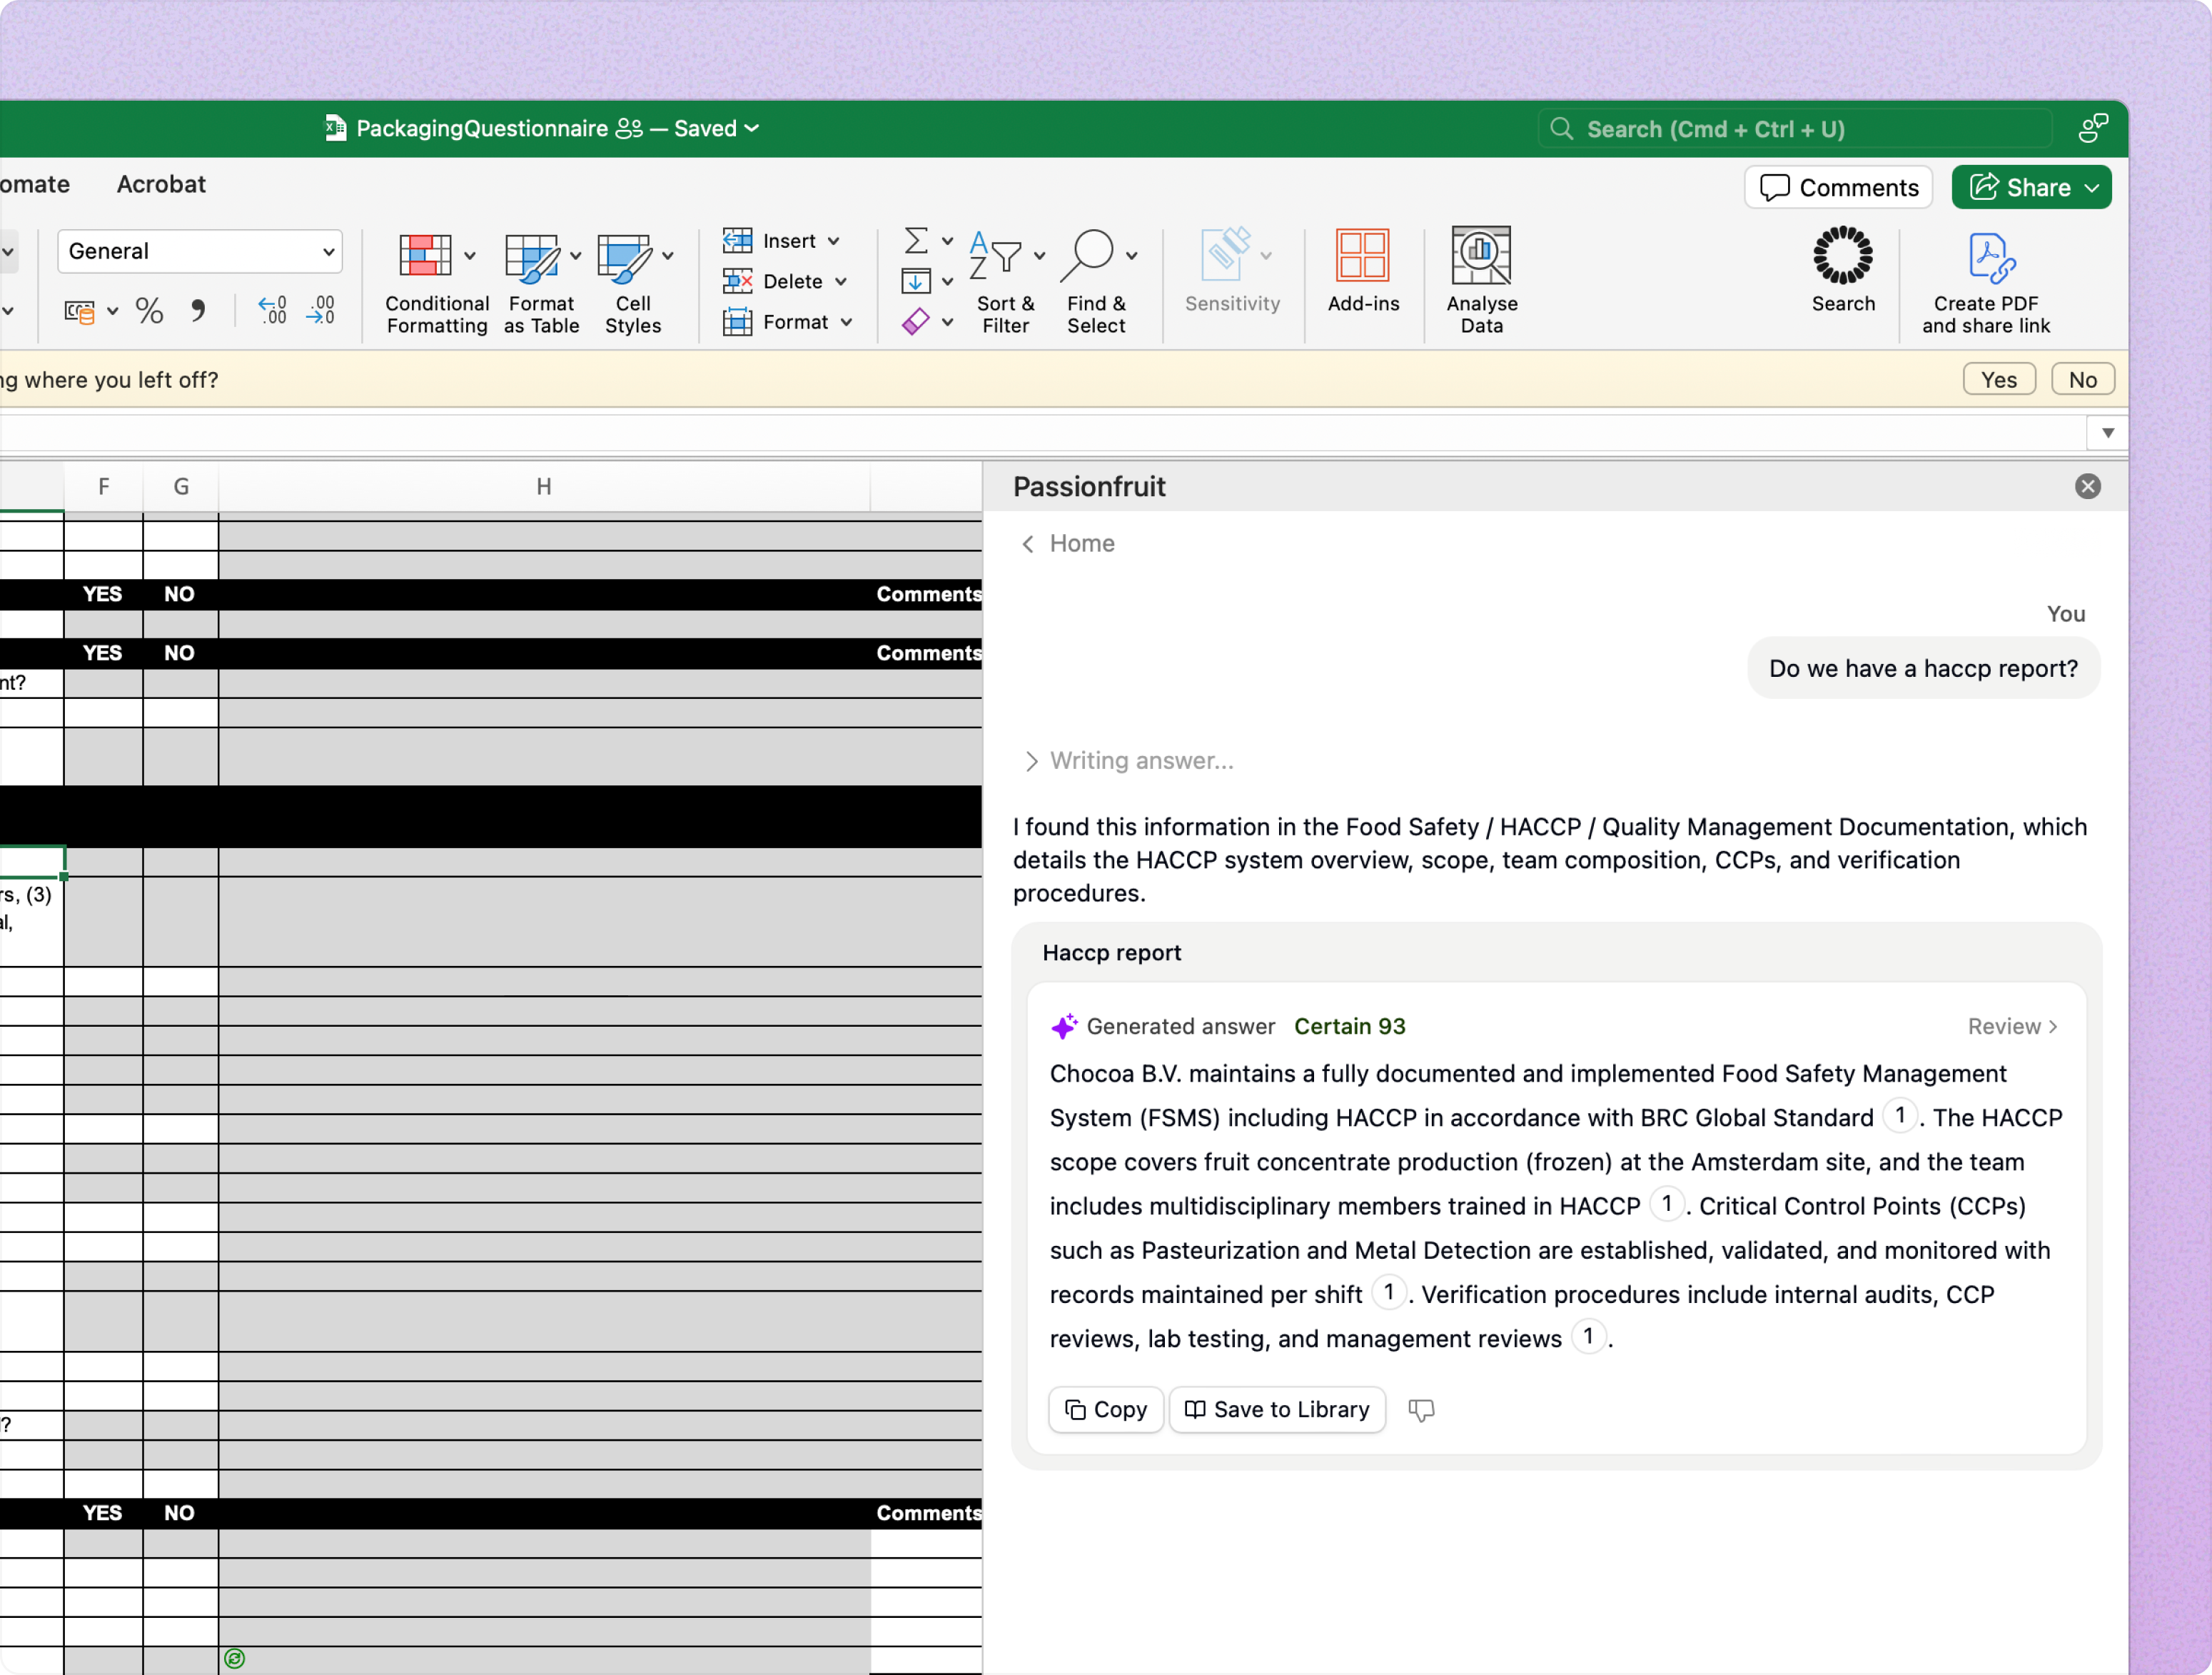 PackagingQuestionnaire — Saved
Search (Cmd + Ctrl + U)
omate Acrobat
Comments Share
General
Conditional Formatting
Format as Table
Cell Styles
Insert
Delete
Format
Sort & Filter
Find & Select
Sensitivity
Add-ins
Analyse Data
Search
Create PDF and share link
ng where you left off? Yes No
F G H
YES NO Comments
YES NO Comments
nt?
rs, (3)
al,
?
YES NO Comments
Passionfruit
Home
You
Do we have a haccp report?
Writing answer...
I found this information in the Food Safety / HACCP / Quality Management Documentation, which
details the HACCP system overview, scope, team composition, CCPs, and verification
procedures.
Haccp report
Generated answer Certain 93 Review >
Chocoa B.V. maintains a fully documented and implemented Food Safety Management
System (FSMS) including HACCP in accordance with BRC Global Standard 1 . The HACCP
scope covers fruit concentrate production (frozen) at the Amsterdam site, and the team
includes multidisciplinary members trained in HACCP 1 . Critical Control Points (CCPs)
such as Pasteurization and Metal Detection are established, validated, and monitored with
records maintained per shift 1 . Verification procedures include internal audits, CCP
reviews, lab testing, and management reviews 1 .
Copy Save to Library